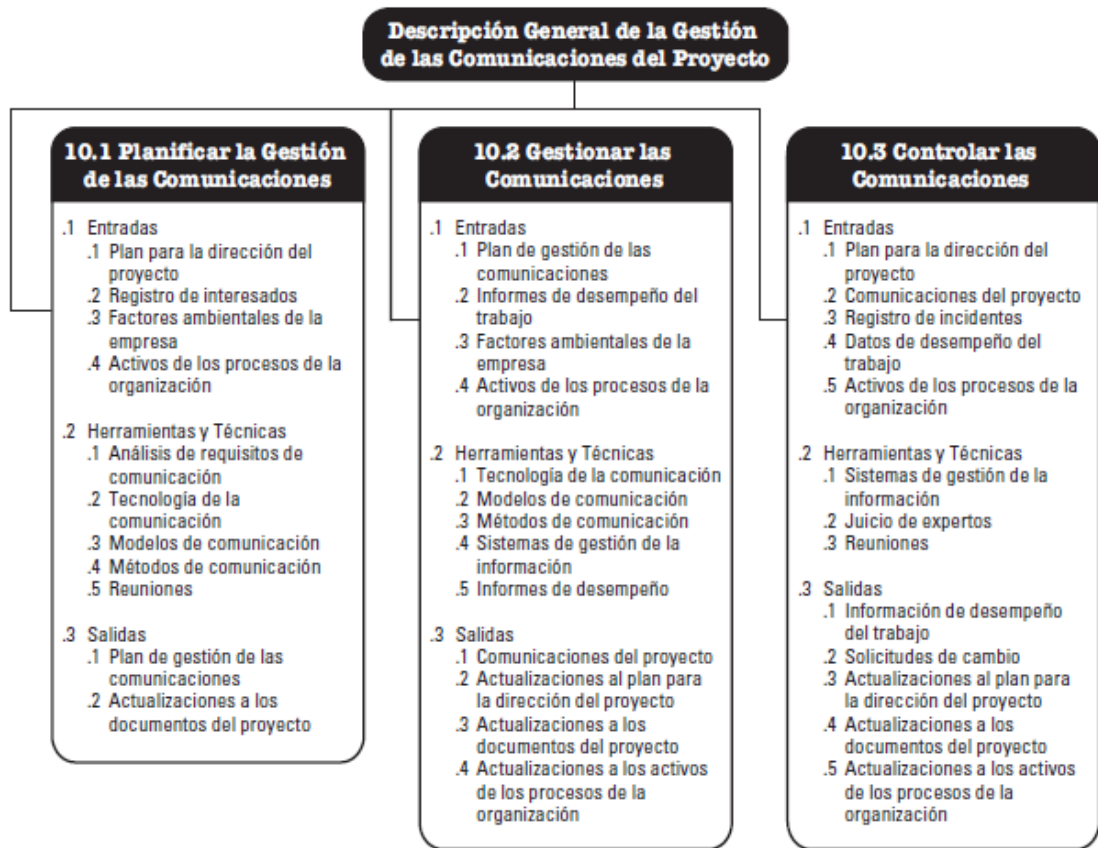 Descripción General de la Gestión
de las Comunicaciones del Proyecto
10.1 Planificar la Gestión
de las Comunicaciones
.1 Entradas
.1 Plan para la dirección del
proyecto
.2 Registro de interesados
.3 Factores ambientales de la
empresa
.4 Activos de los procesos de la
organización
.2 Herramientas y Técnicas
.1 Análisis de requisitos de
comunicación
.2 Tecnología de la
comunicación
.3 Modelos de comunicación
.4 Métodos de comunicación
.5 Reuniones
.3 Salidas
.1 Plan de gestión de las
comunicaciones
.2 Actualizaciones a los
documentos del proyecto
10.2 Gestionar las
Comunicaciones
.1 Entradas
.1 Plan de gestión de las
comunicaciones
.2 Informes de desempeño del
trabajo
.3 Factores ambientales de la
empresa
.4 Activos de los procesos de la
organización
.2 Herramientas y Técnicas
.1 Tecnología de la comunicación
.2 Modelos de comunicación
.3 Métodos de comunicación
.4 Sistemas de gestión de la
información
.5 Informes de desempeño
.3 Salidas
.1 Comunicaciones del proyecto
.2 Actualizaciones al plan para
la dirección del proyecto
.3 Actualizaciones a los
documentos del proyecto
.4 Actualizaciones a los activos
de los procesos de la
organización
10.3 Controlar las
Comunicaciones
.1 Entradas
.1 Plan para la dirección del
proyecto
.2 Comunicaciones del proyecto
.3 Registro de incidentes
.4 Datos de desempeño del
trabajo
.5 Activos de los procesos de la
organización
.2 Herramientas y Técnicas
.1 Sistemas de gestión de la
información
.2 Juicio de expertos
.3 Reuniones
.3 Salidas
.1 Información de desempeño
del trabajo
.2 Solicitudes de cambio
.3 Actualizaciones al plan para
la dirección del proyecto
.4 Actualizaciones a los
documentos del proyecto
.5 Actualizaciones a los activos
de los procesos de la
organización